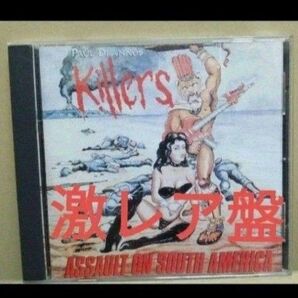 PAUL DI'ANNO'S
Killers
激レア盤
ASSAULT ON SOUTH AMERICA